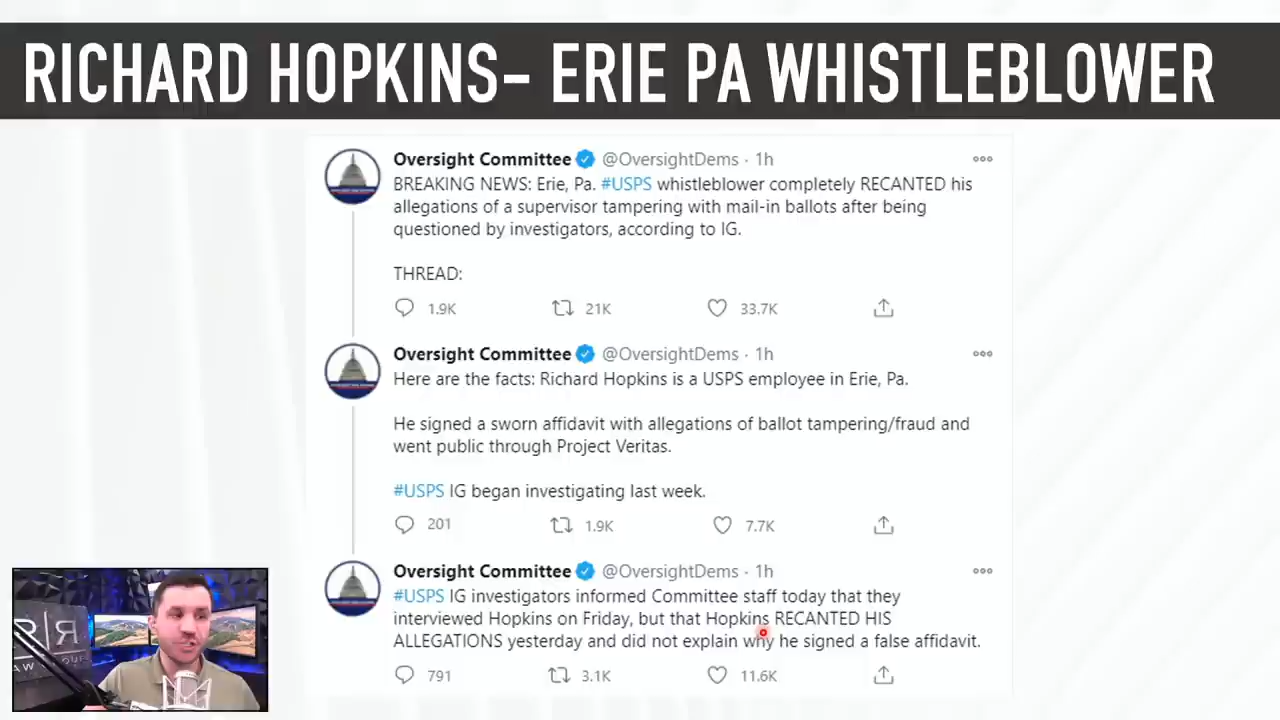 RICHARD HOPKINS- ERIE PA WHISTLEBLOWER
Oversight Committee @OversightDems · 1h
BREAKING NEWS: Erie, Pa. #USPS whistleblower completely RECANTED his
allegations of a supervisor tampering with mail-in ballots after being
questioned by investigators, according to IG.
THREAD:
1.9K 21K 33.7K
Oversight Committee @OversightDems · 1h
Here are the facts: Richard Hopkins is a USPS employee in Erie, Pa.
He signed a sworn affidavit with allegations of ballot tampering/fraud and
went public through Project Veritas.
#USPS IG began investigating last week.
201 1.9K 7.7K
Oversight Committee @OversightDems · 1h
#USPS IG investigators informed Committee staff today that they
interviewed Hopkins on Friday, but that Hopkins RECANTED HIS
ALLEGATIONS yesterday and did not explain why he signed a false affidavit.
791 3.1K 11.6K